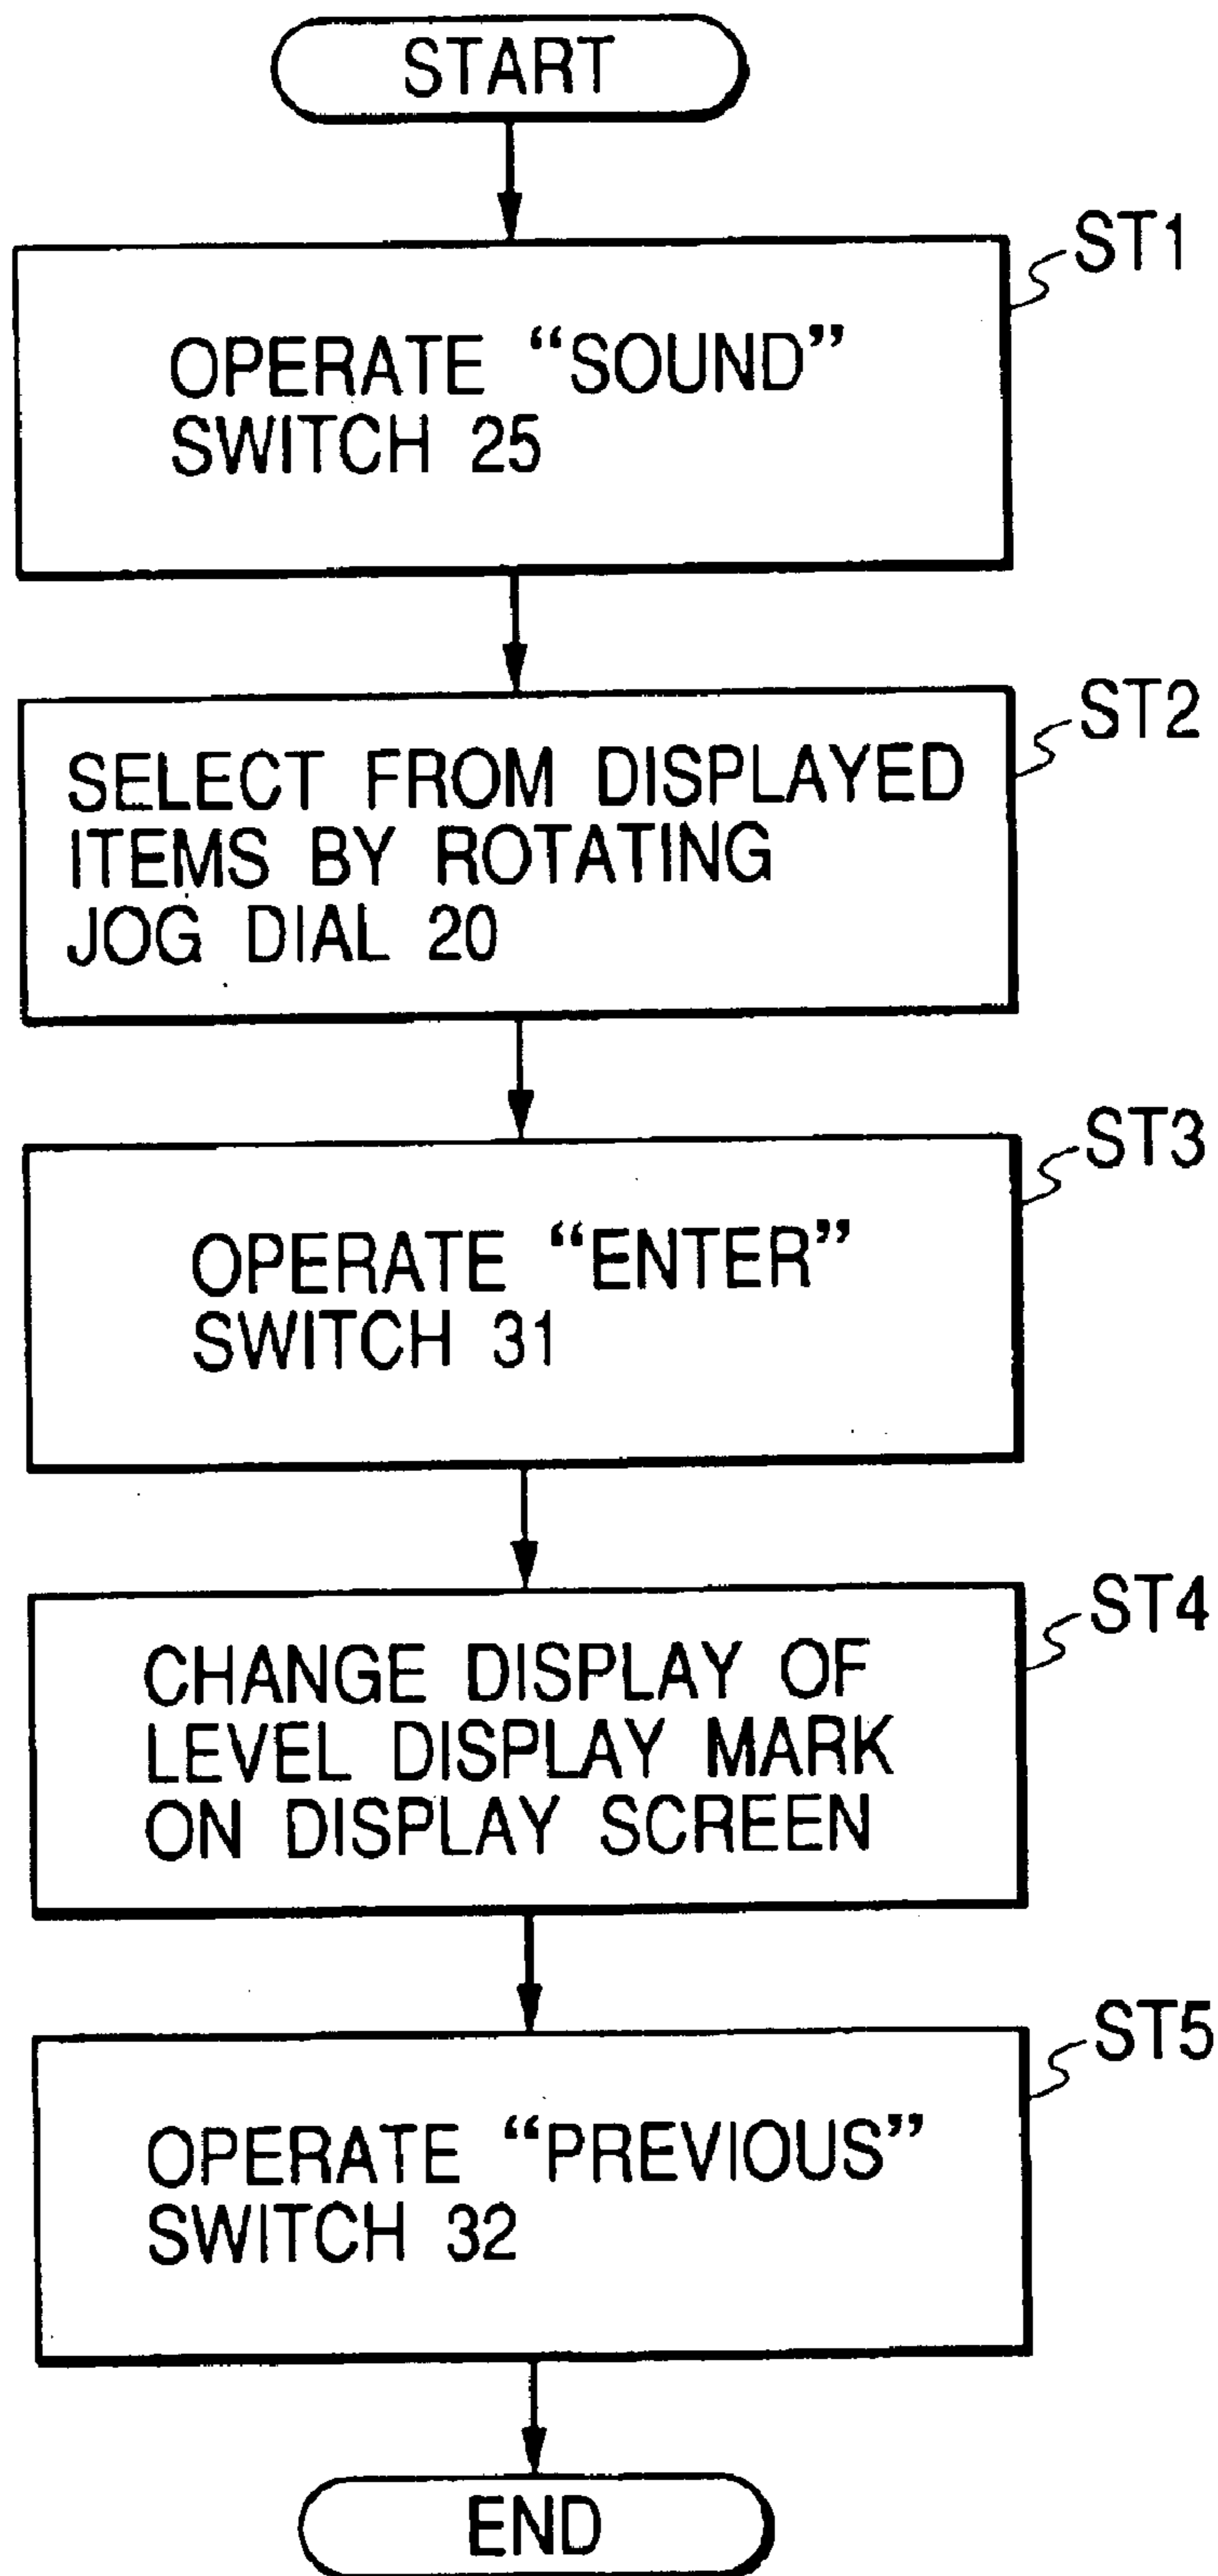 START
ST1
OPERATE “SOUND”
SWITCH 25
ST2
SELECT FROM DISPLAYED
ITEMS BY ROTATING
JOG DIAL 20
ST3
OPERATE “ENTER”
SWITCH 31
ST4
CHANGE DISPLAY OF
LEVEL DISPLAY MARK
ON DISPLAY SCREEN
ST5
OPERATE “PREVIOUS”
SWITCH 32
END